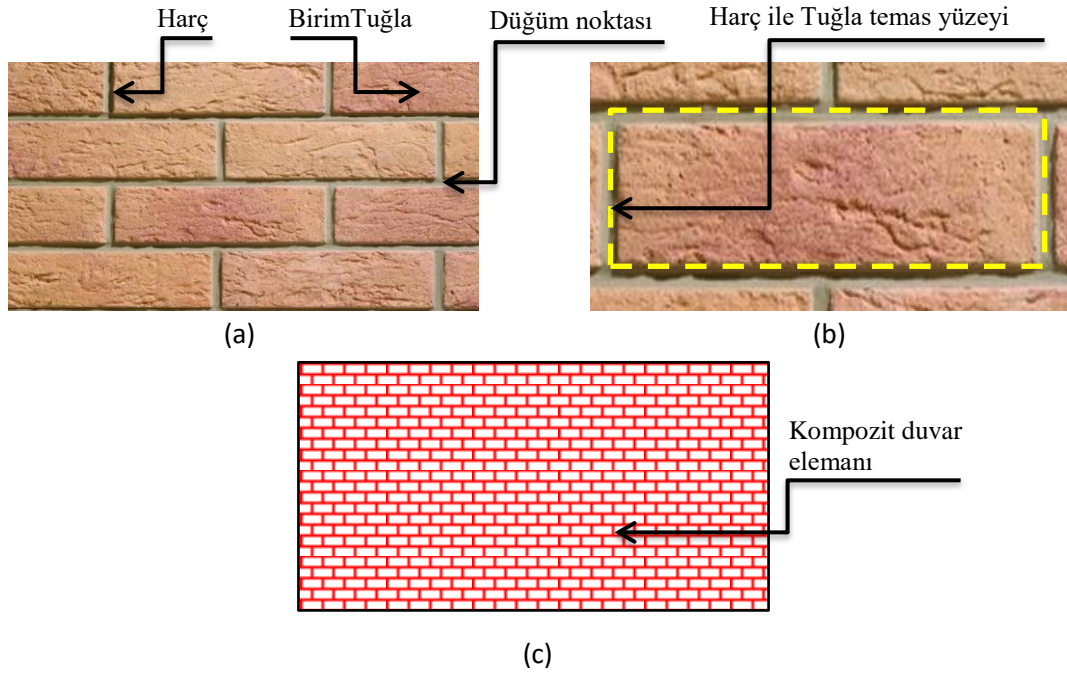 Harç
BirimTuğla
Düğüm noktası
Harç ile Tuğla temas yüzeyi
(a)
(b)
Kompozit duvar
elemanı
(c)